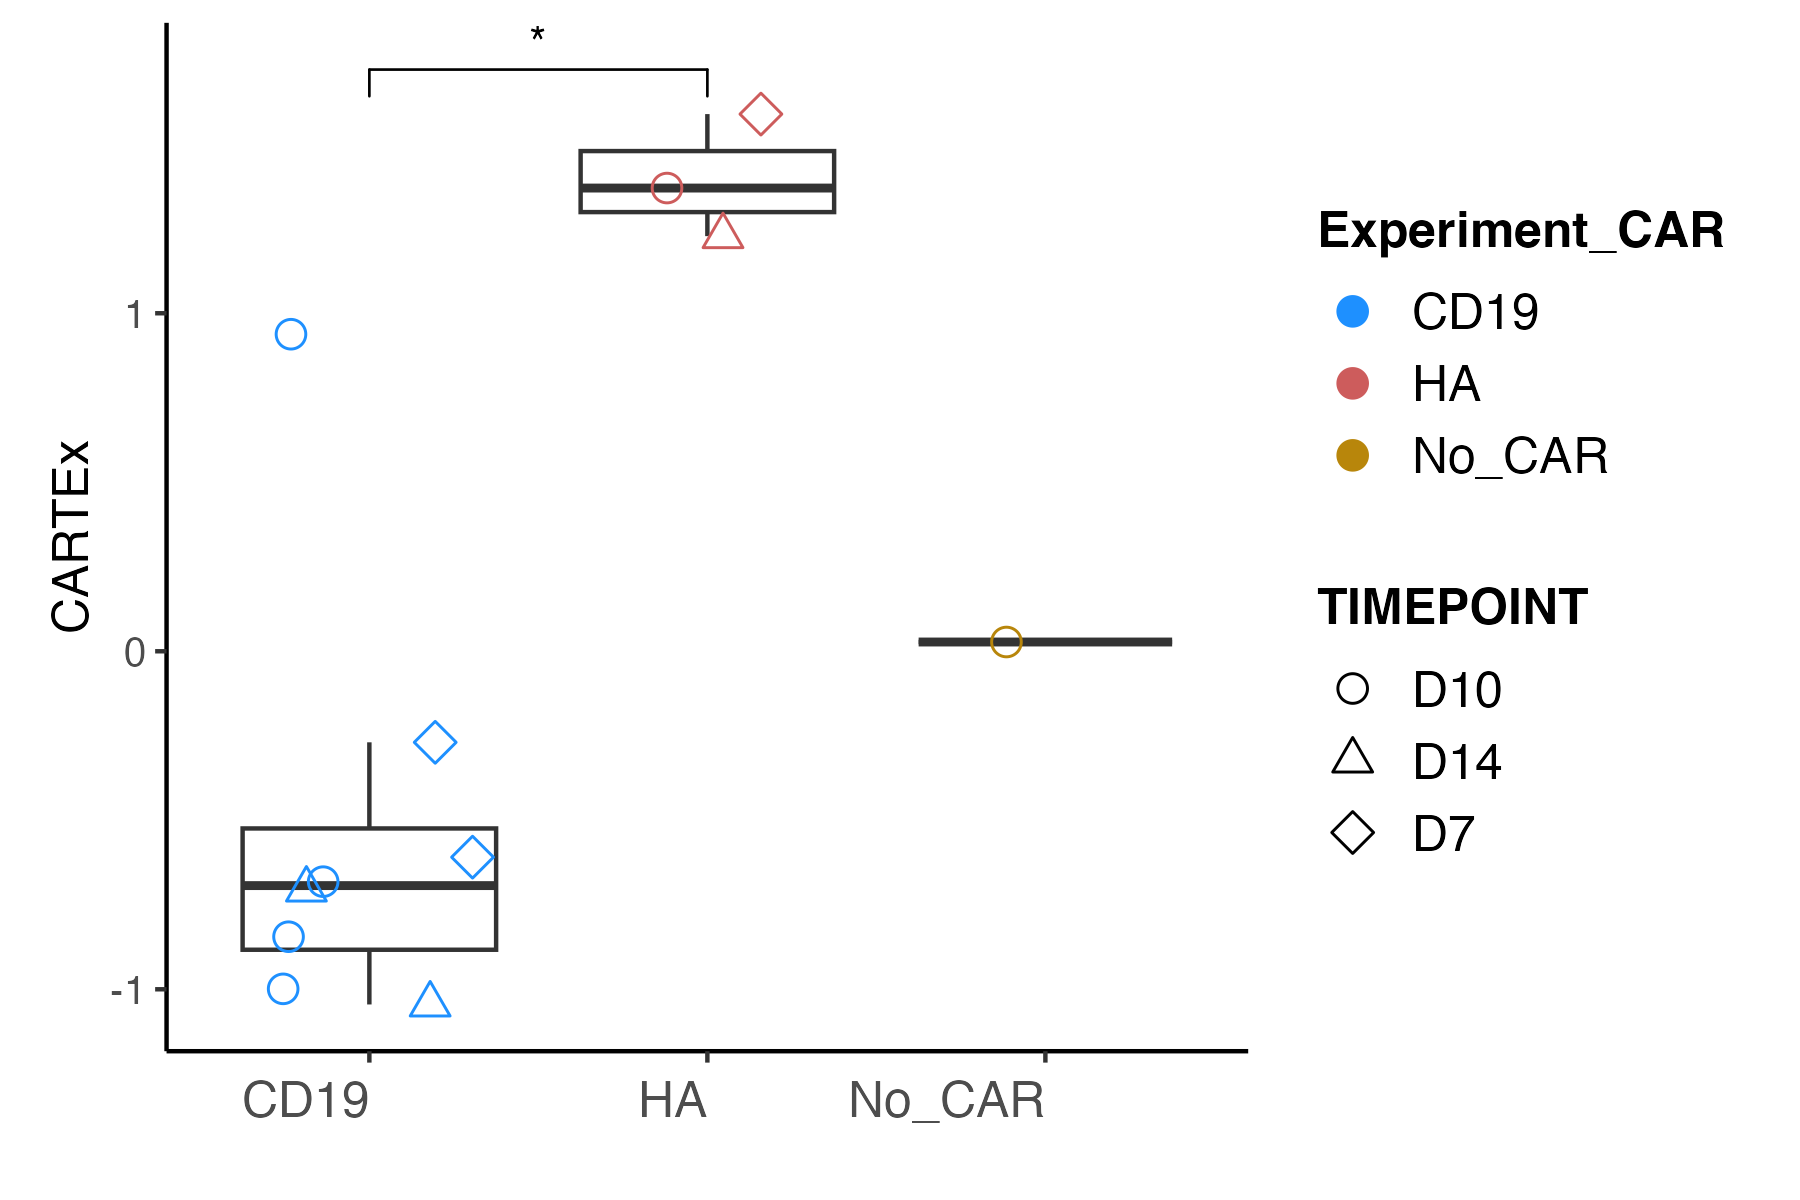 *
CARTEx
1
0
-1
CD19
HA
No_CAR
Experiment_CAR
CD19
HA
No_CAR
TIMEPOINT
D10
D14
D7